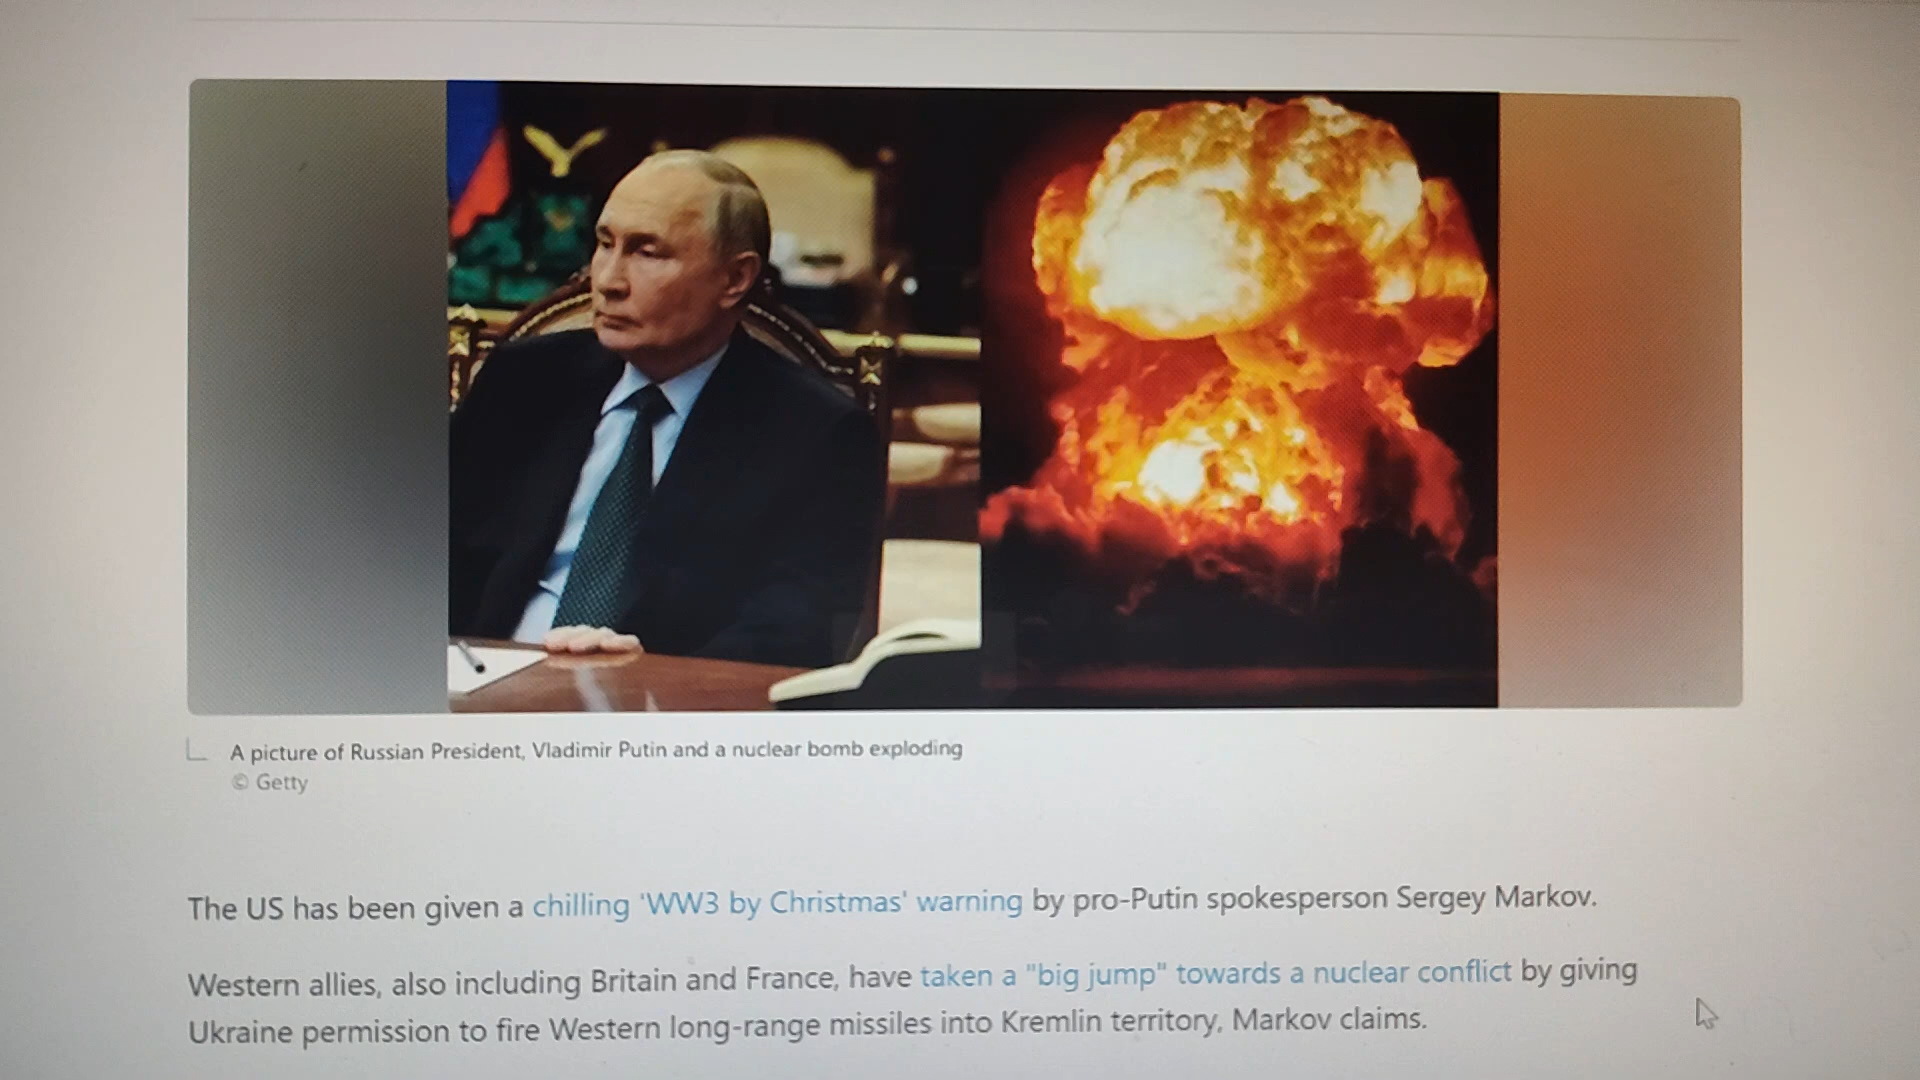 A picture of Russian President, Vladimir Putin and a nuclear bomb exploding
© Getty
The US has been given a chilling 'WW3 by Christmas' warning by pro-Putin spokesperson Sergey Markov.
Western allies, also including Britain and France, have taken a "big jump" towards a nuclear conflict by giving
Ukraine permission to fire Western long-range missiles into Kremlin territory, Markov claims.